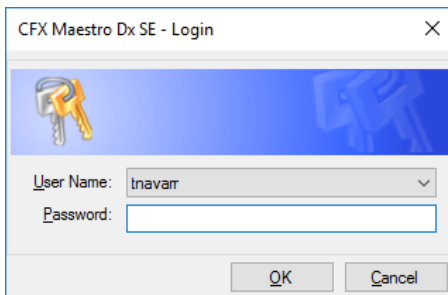 CFX Maestro Dx SE - Login
User Name: tnavarr
Password:
OK Cancel